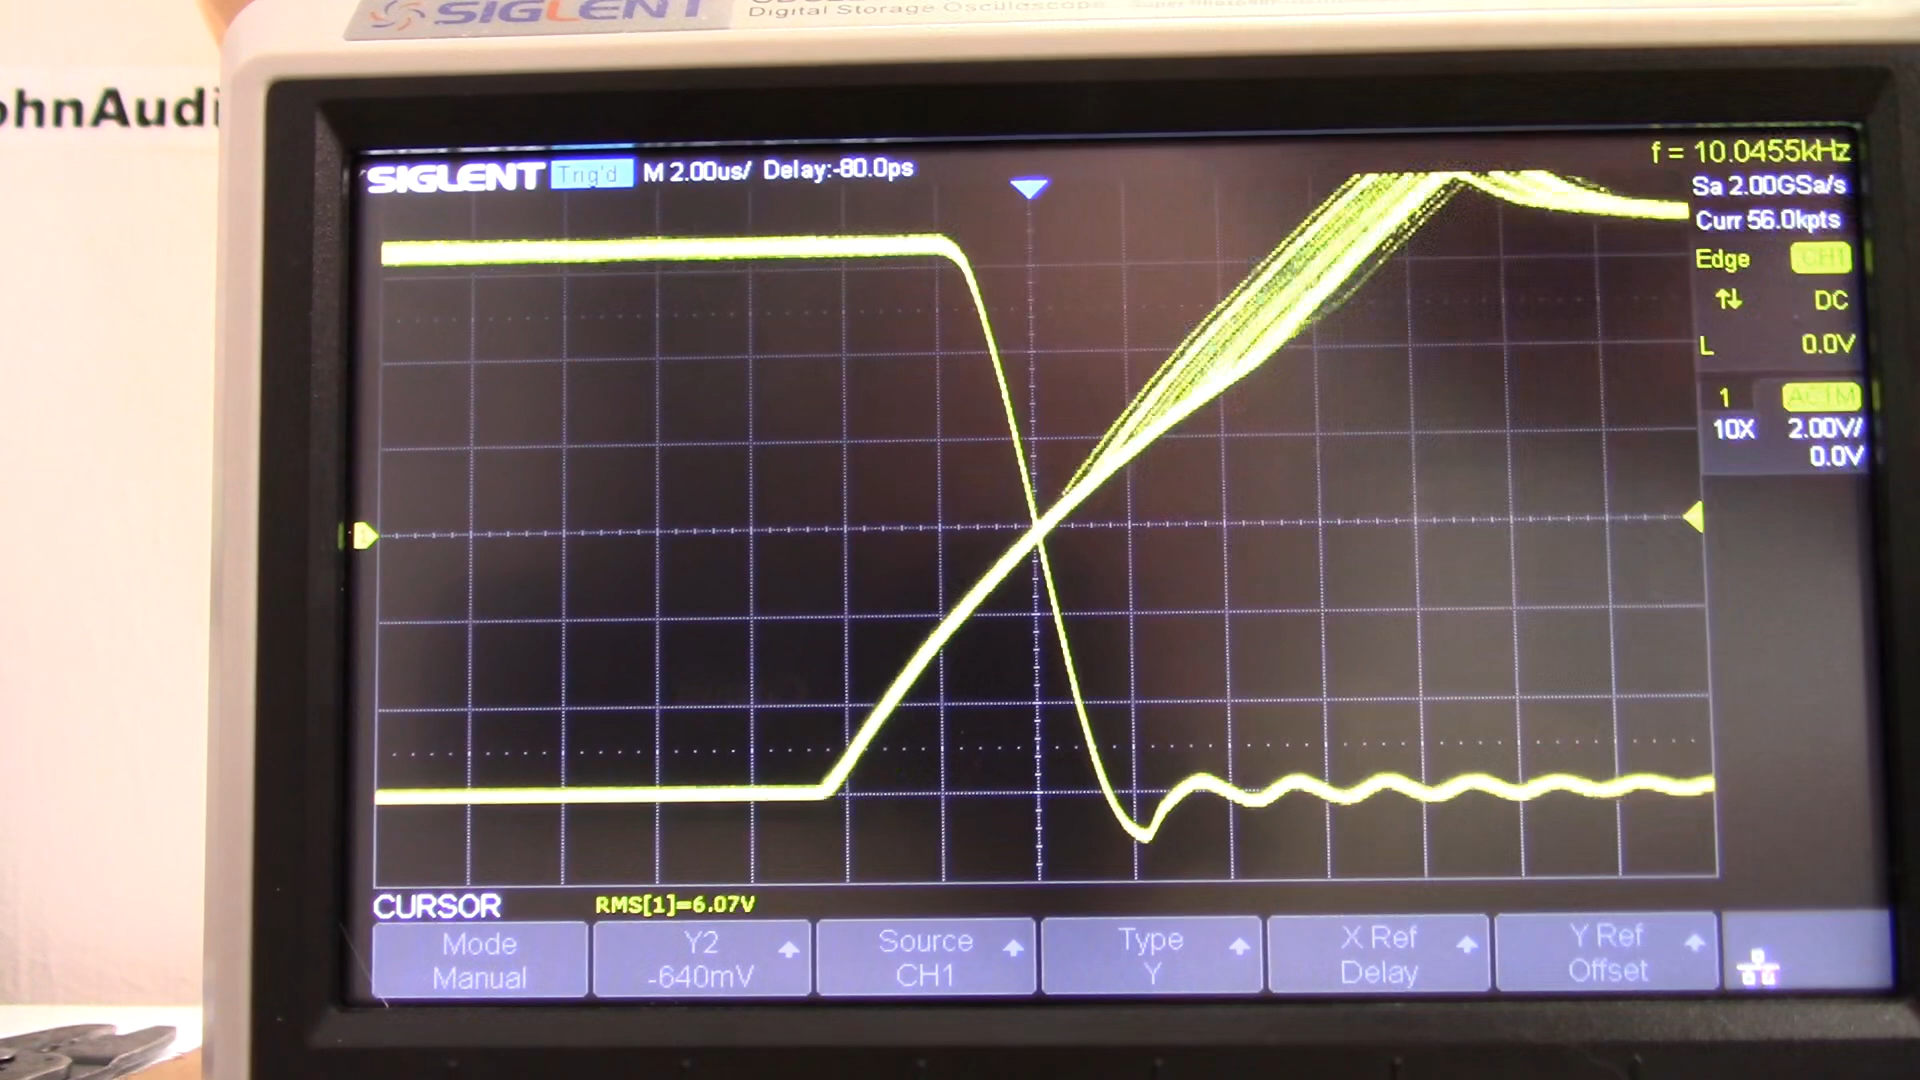 SIGLENT
Digital Storage Oscilloscope
ohnAudi
SIGLENT Trig'd M 2.00us/ Delay:-80.0ps
f = 10.0455kHz
Sa 2.00GSa/s
Curr 56.0kpts
Edge CH1
DC
L 0.0V
1 AC1M
10X 2.00V/
0.0V
CURSOR RMS[1]=6.07V
Mode Y2 Source Type X Ref Y Ref
Manual -640mV CH1 Y Delay Offset